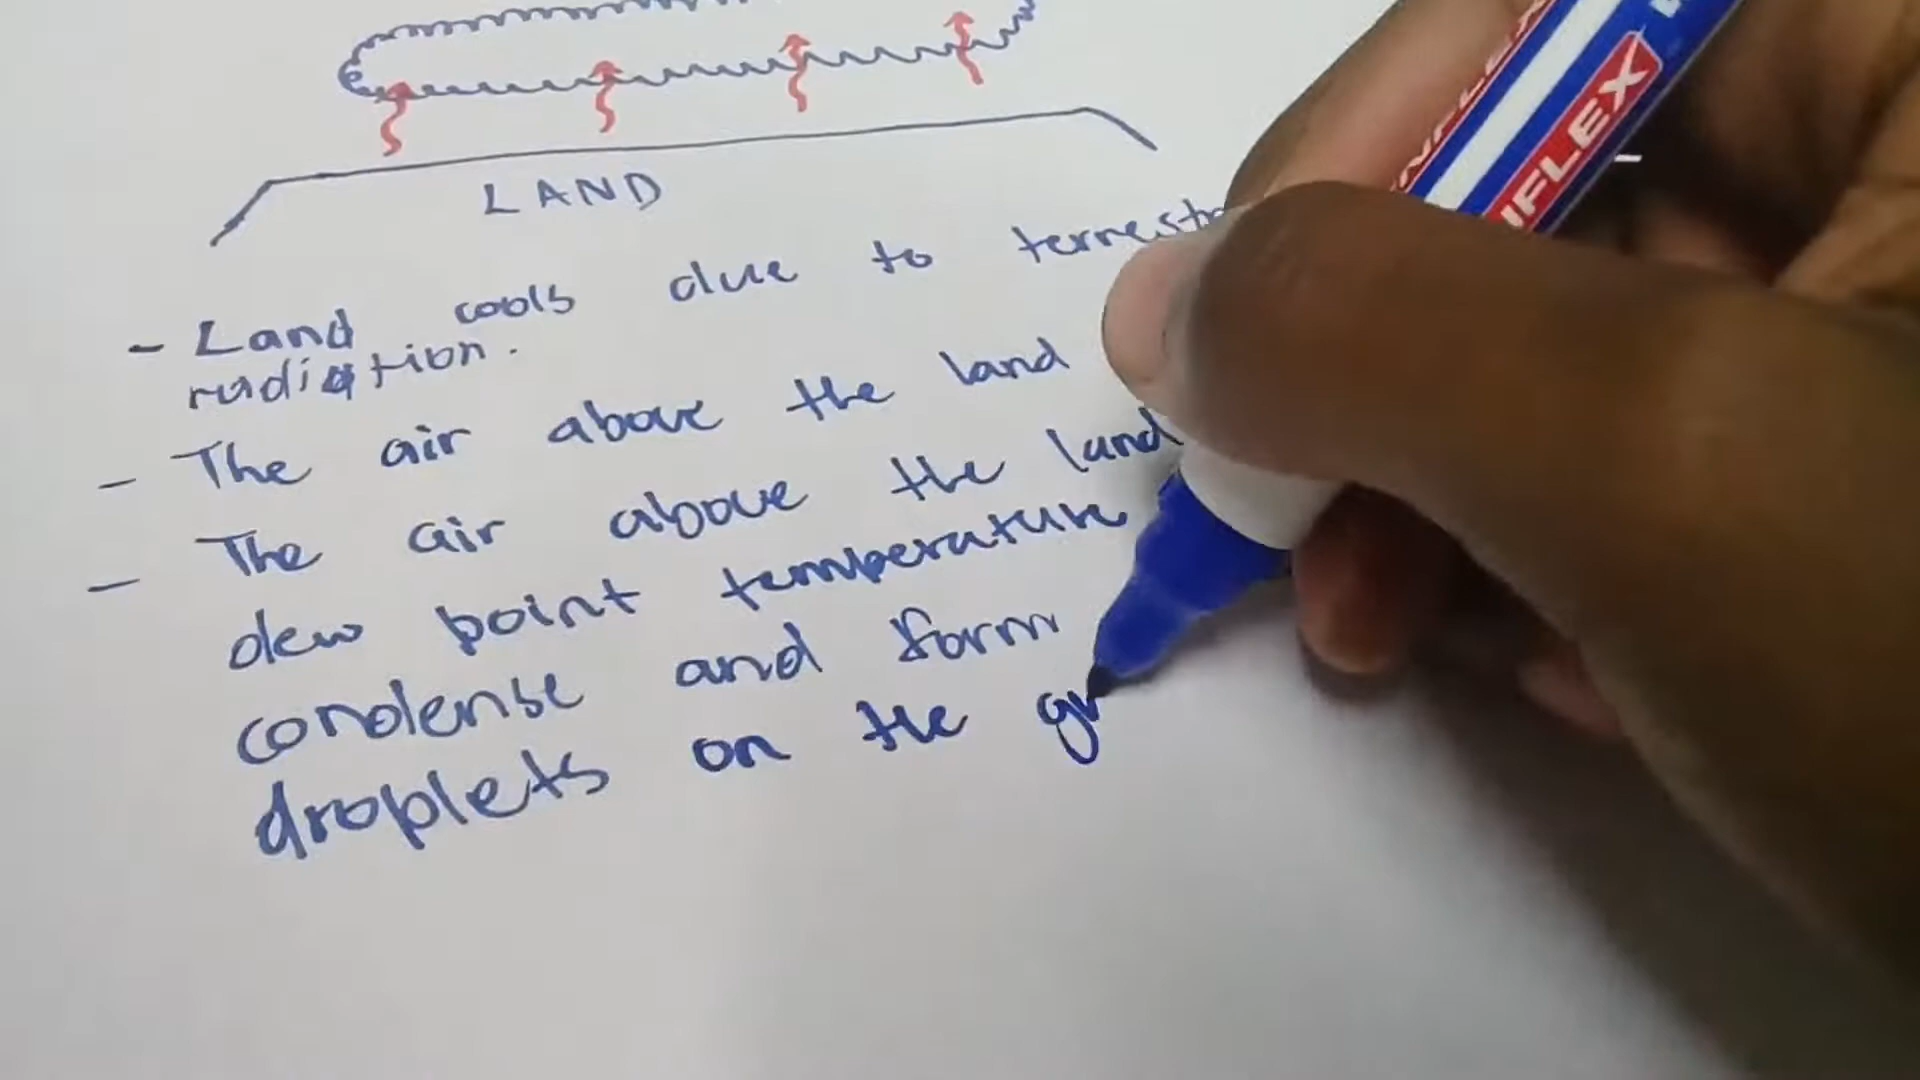 LAND
- Land cools due to
radiation.
- The air above the land
- The air above the land
dew point temperature
condense and form
droplets on the
IFLEX